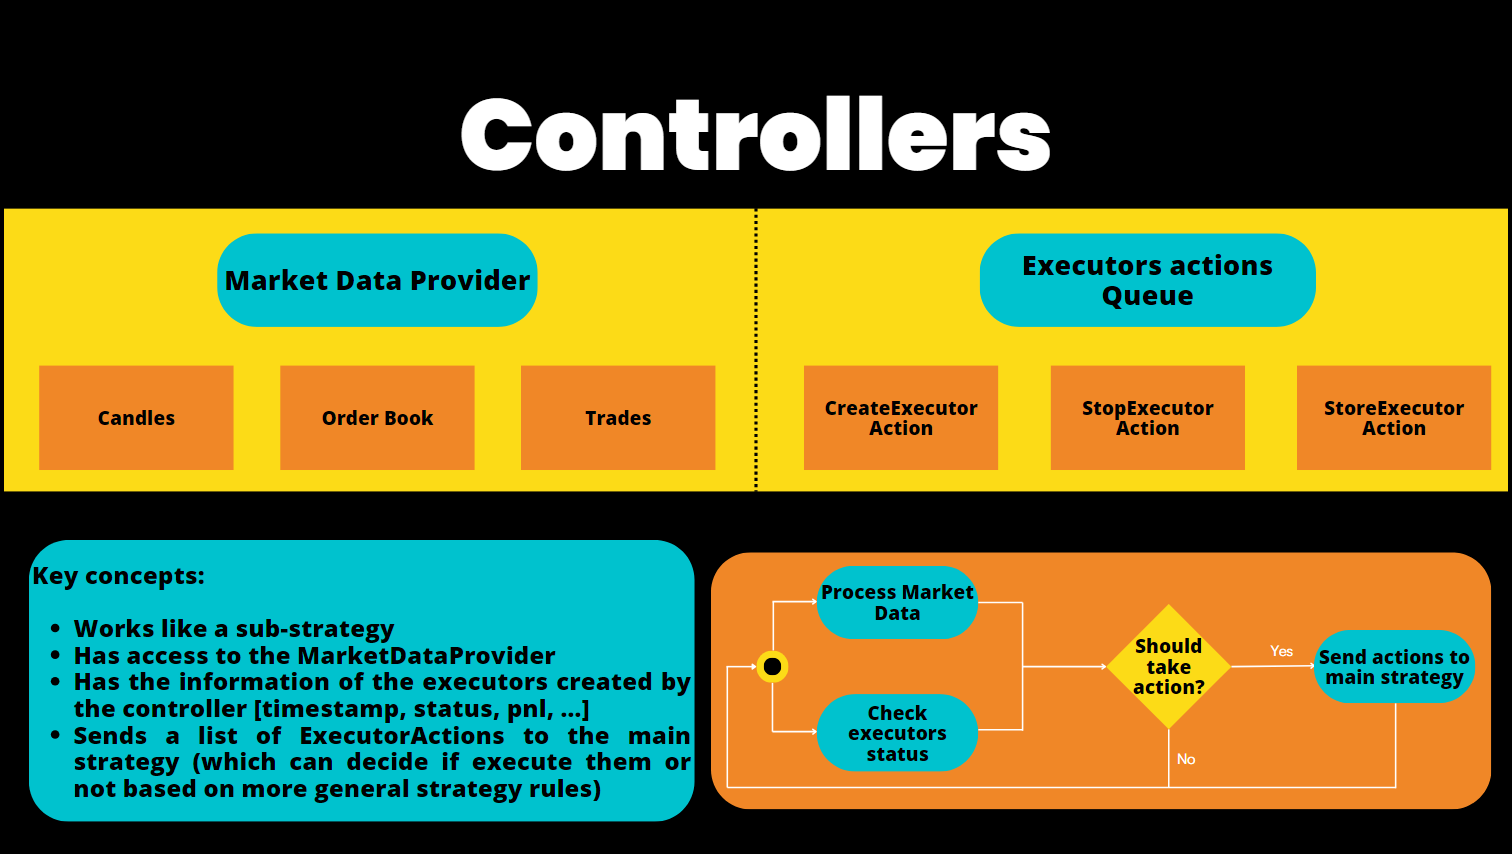 Controllers
Market Data Provider
Executors actions
Queue
Candles
Order Book
Trades
CreateExecutor
Action
StopExecutor
Action
StoreExecutor
Action
Key concepts:
• Works like a sub-strategy
• Has access to the MarketDataProvider
• Has the information of the executors created by
the controller [timestamp, status, pnl, ...]
• Sends a list of ExecutorActions to the main
strategy (which can decide if execute them or
not based on more general strategy rules)
Process Market
Data
Check
executors
status
Should
take
action?
Yes
No
Send actions to
main strategy